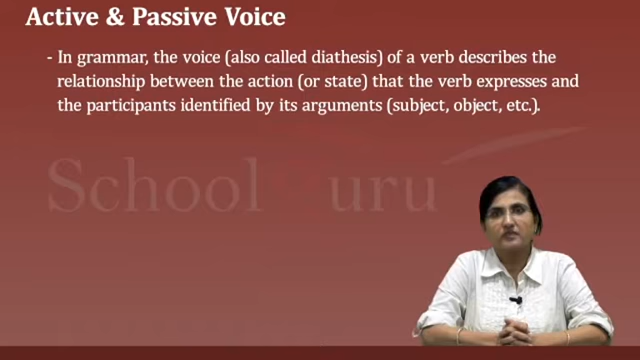 Active & Passive Voice
- In grammar, the voice (also called diathesis) of a verb describes the
relationship between the action (or state) that the verb expresses and
the participants identified by its arguments (subject, object, etc.).
School uru